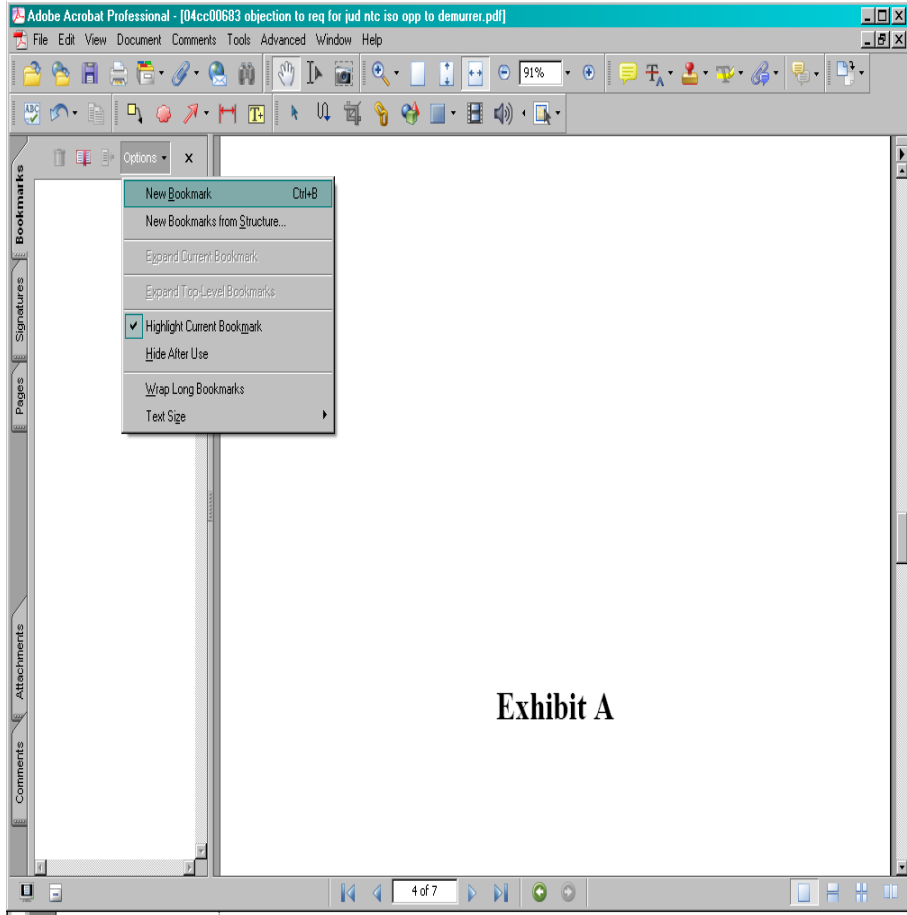 Adobe Acrobat Professional - [04cc00683 objection to req for jud ntc iso opp to demurrer.pdf]
File Edit View Document Comments Tools Advanced Window Help
91%
ABC
Options
x
Bookmarks
Signatures
Pages
Attachments
Comments
New Bookmark Ctrl+B
New Bookmarks from Structure...
Expand Current Bookmark
Expand Top-Level Bookmarks
Highlight Current Bookmark
Hide After Use
Wrap Long Bookmarks
Text Size
Exhibit A
4 of 7